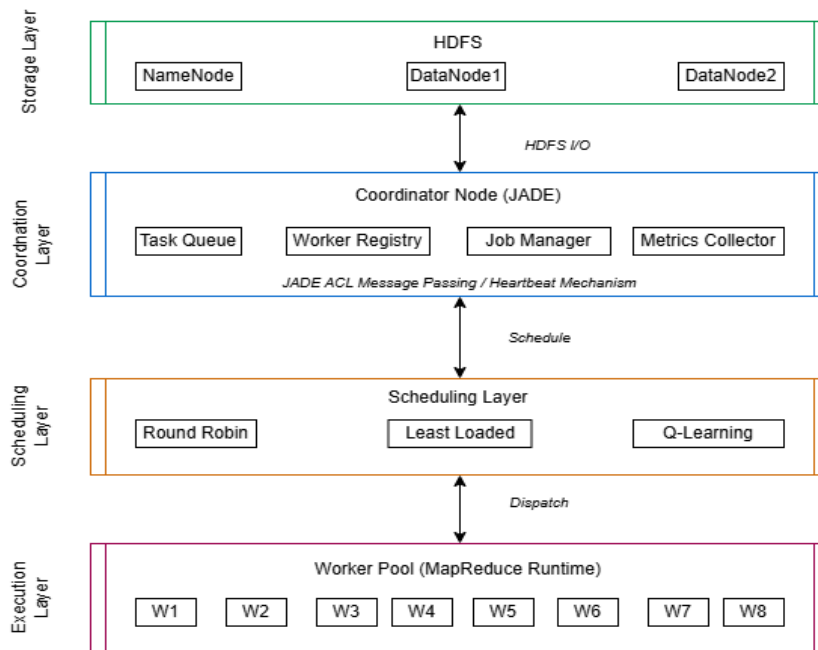 Storage Layer
HDFS
NameNode
DataNode1
DataNode2
HDFS I/O
Coordnation
Layer
Coordinator Node (JADE)
Task Queue
Worker Registry
Job Manager
Metrics Collector
JADE ACL Message Passing / Heartbeat Mechanism
Schedule
Scheduling
Layer
Scheduling Layer
Round Robin
Least Loaded
Q-Learning
Dispatch
Execution
Layer
Worker Pool (MapReduce Runtime)
W1
W2
W3
W4
W5
W6
W7
W8